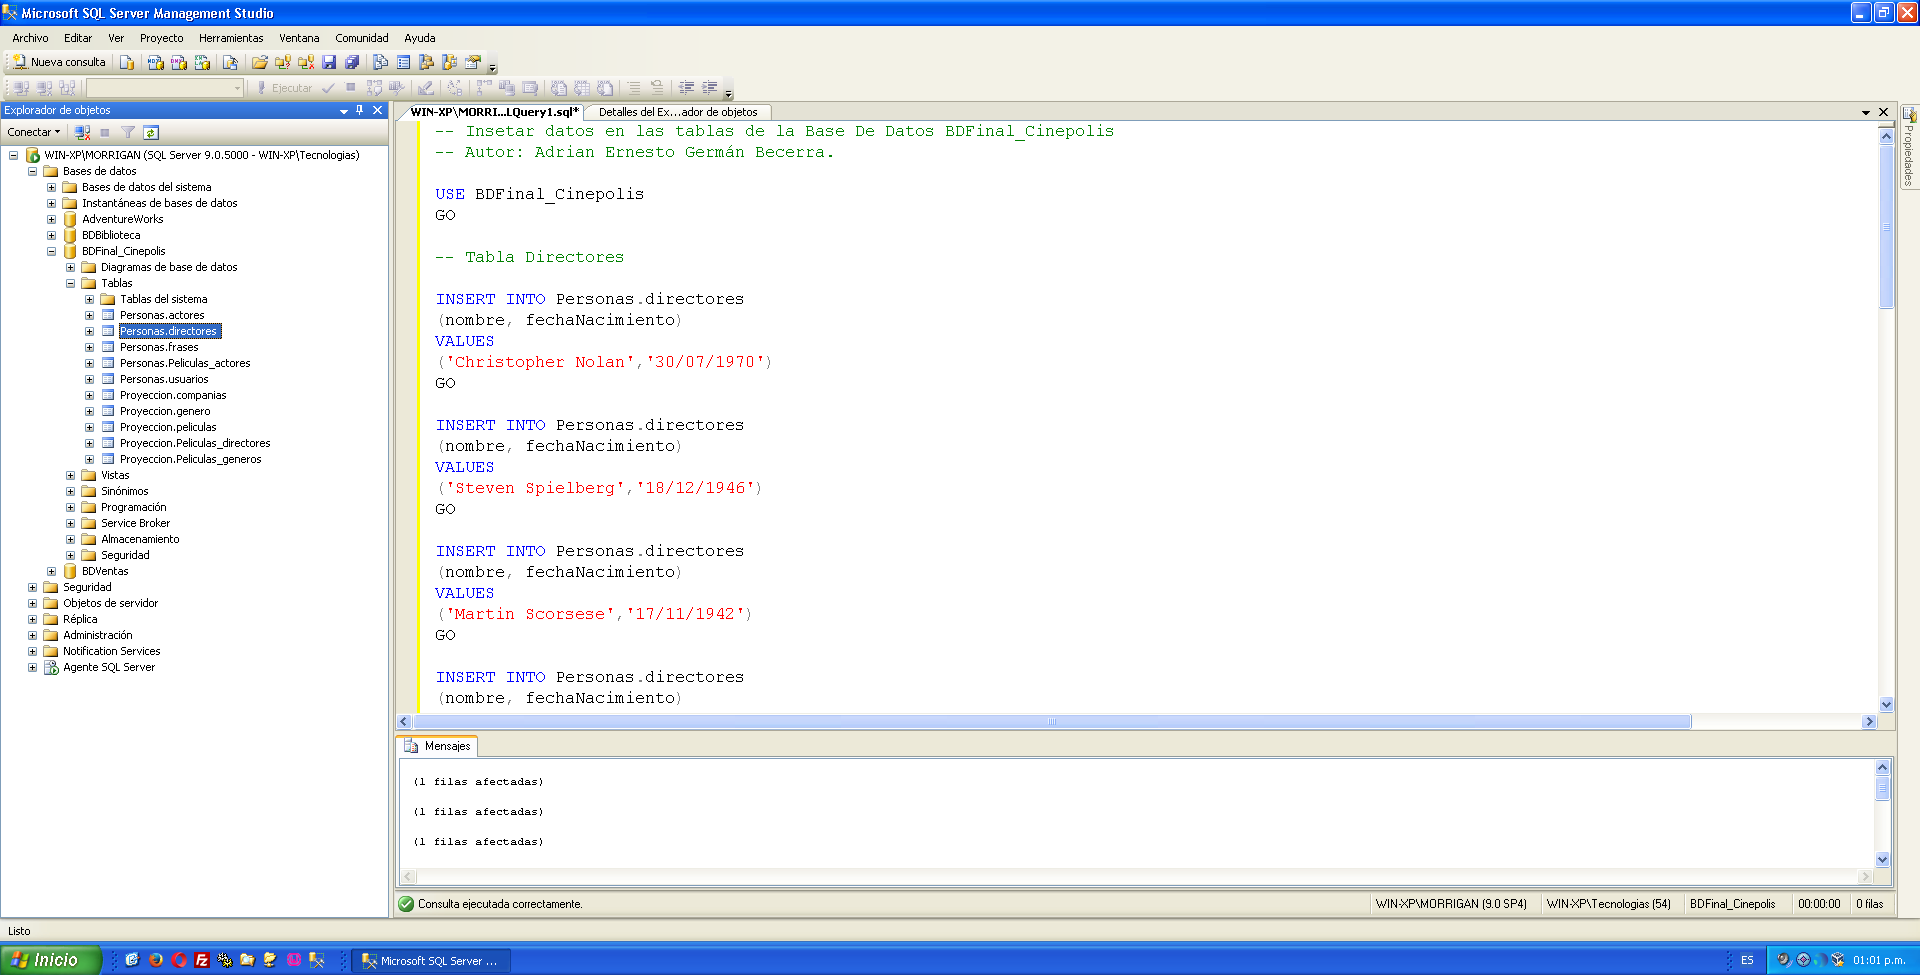 Microsoft SQL Server Management Studio
Archivo Editar Ver Proyecto Herramientas Ventana Comunidad Ayuda
Nueva consulta
Ejecutar
Explorador de objetos
Conectar
WIN-XP\MORRIGAN (SQL Server 9.0.5000 - WIN-XP\Tecnologias)
Bases de datos
Bases de datos del sistema
Instantáneas de bases de datos
AdventureWorks
BDBiblioteca
BDFinal_Cinepolis
Diagramas de base de datos
Tablas
Tablas del sistema
Personas.actores
Personas.directores
Personas.frases
Personas.Peliculas_actores
Personas.usuarios
Proyeccion.companias
Proyeccion.genero
Proyeccion.peliculas
Proyeccion.Peliculas_directores
Proyeccion.Peliculas_generos
Vistas
Sinónimos
Programación
Service Broker
Almacenamiento
Seguridad
BDVentas
Seguridad
Objetos de servidor
Réplica
Administración
Notification Services
Agente SQL Server
WIN-XP\MORRI...LQuery1.sql* Detalles del Ex...ador de objetos
-- Insetar datos en las tablas de la Base De Datos BDFinal_Cinepolis
-- Autor: Adrian Ernesto Germán Becerra.
USE BDFinal_Cinepolis
GO
-- Tabla Directores
INSERT INTO Personas.directores
(nombre, fechaNacimiento)
VALUES
('Christopher Nolan','30/07/1970')
GO
INSERT INTO Personas.directores
(nombre, fechaNacimiento)
VALUES
('Steven Spielberg','18/12/1946')
GO
INSERT INTO Personas.directores
(nombre, fechaNacimiento)
VALUES
('Martin Scorsese','17/11/1942')
GO
INSERT INTO Personas.directores
(nombre, fechaNacimiento)
Propiedades
Mensajes
(1 filas afectadas)
(1 filas afectadas)
(1 filas afectadas)
Consulta ejecutada correctamente. WIN-XP\MORRIGAN (9.0 SP4) WIN-XP\Tecnologias (54) BDFinal_Cinepolis 00:00:00 0 filas
Listo
Inicio Microsoft SQL Server ... ES 01:01 p.m.